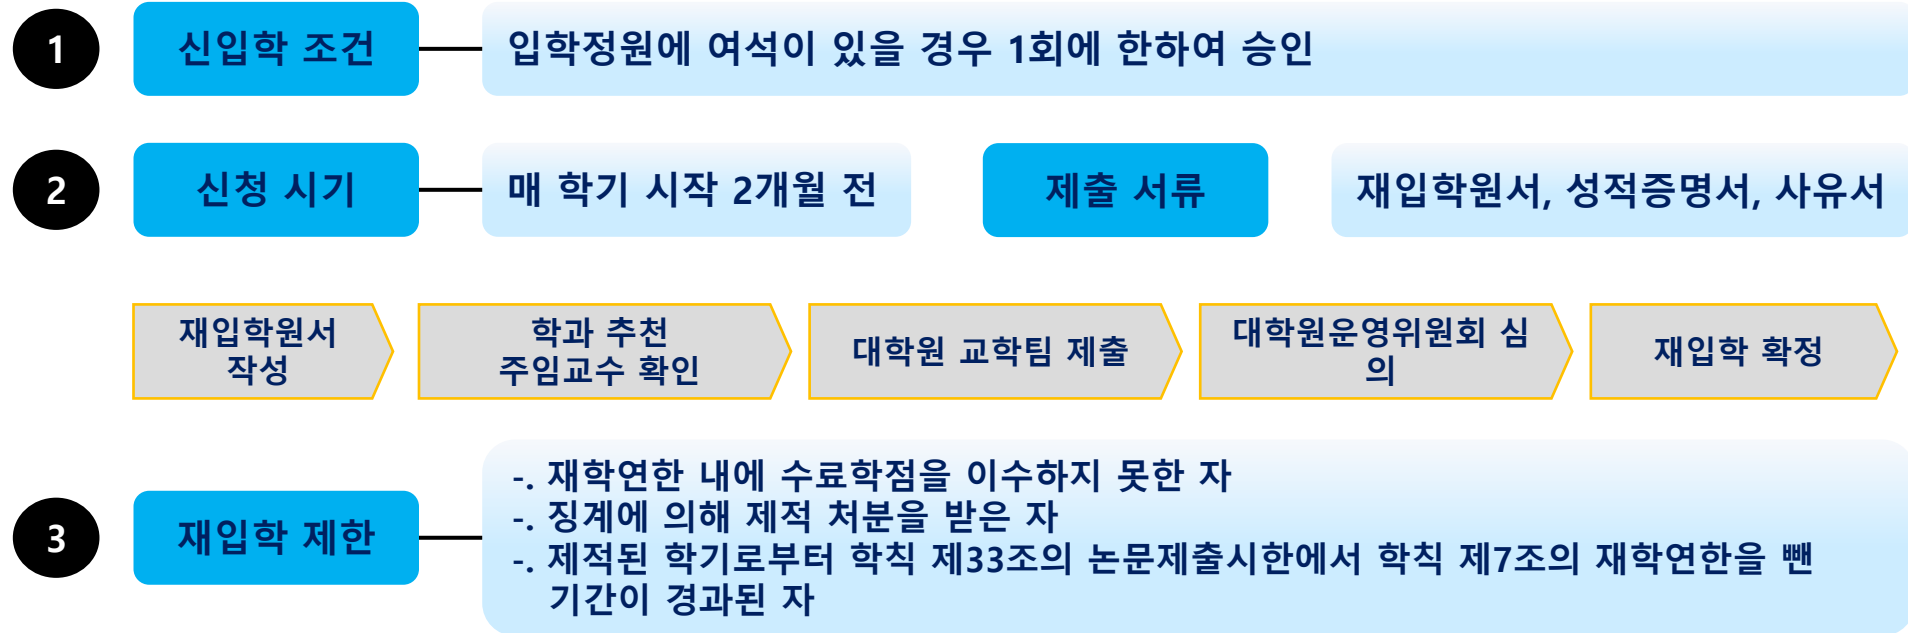 1
신입학 조건
입학정원에 여석이 있을 경우 1회에 한하여 승인
2
신청 시기
매 학기 시작 2개월 전
제출 서류
재입학원서, 성적증명서, 사유서
재입학원서
작성
학과 추천
주임교수 확인
대학원 교학팀 제출
대학원운영위원회 심
의
재입학 확정
3
재입학 제한
-. 재학연한 내에 수료학점을 이수하지 못한 자
-. 징계에 의해 제적 처분을 받은 자
-. 제적된 학기로부터 학칙 제33조의 논문제출시한에서 학칙 제7조의 재학연한을 뺀
기간이 경과된 자